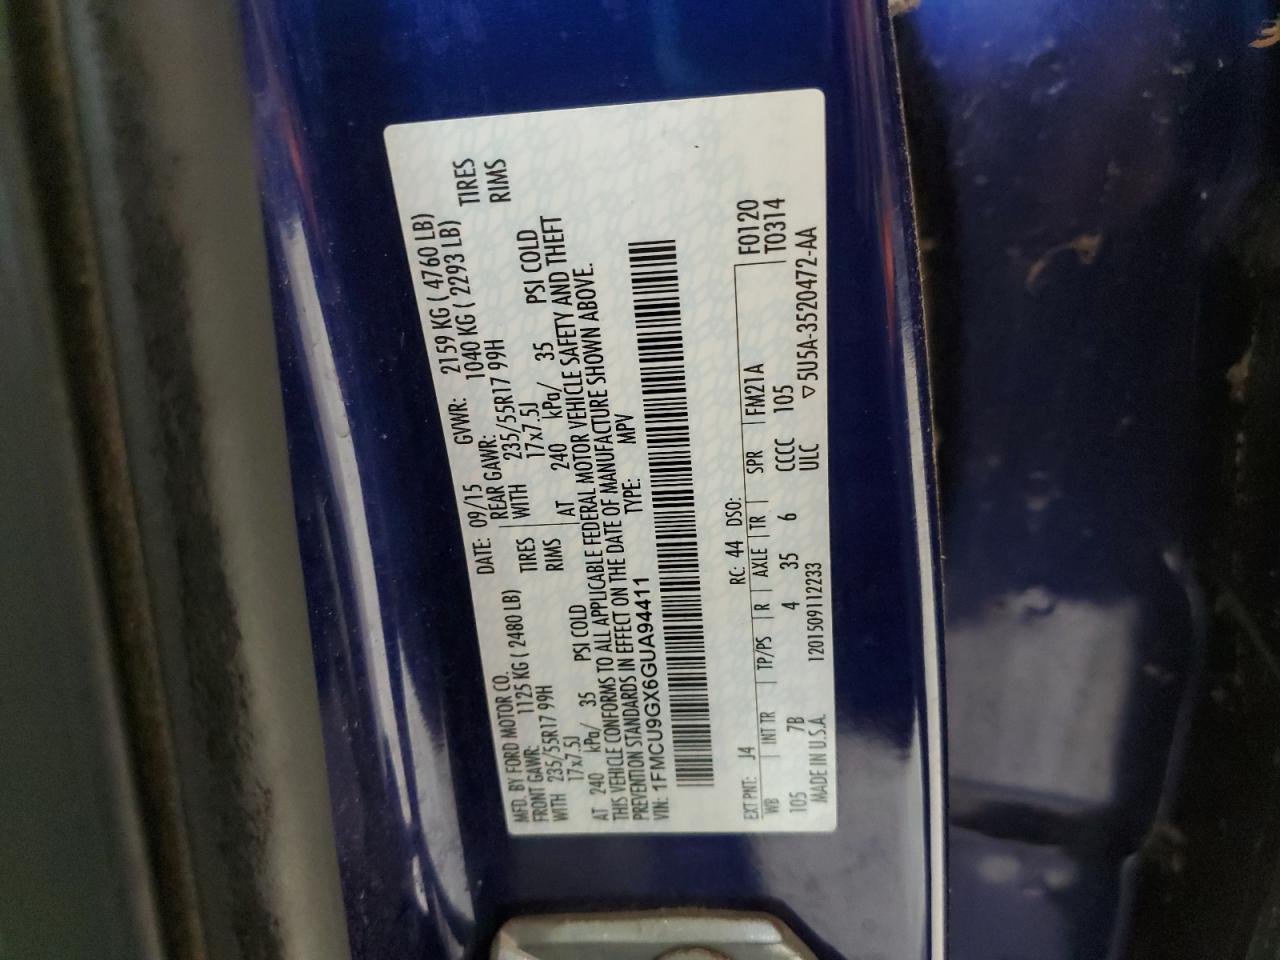 MFD. BY FORD MOTOR CO.
DATE: 09/15 GVWR: 2159 KG ( 4760 LB)
FRONT GAWR: 1125 KG ( 2480 LB) REAR GAWR: 1040 KG ( 2293 LB)
WITH 235/55R17 99H TIRES WITH 235/55R17 99H TIRES
17x7.5J RIMS 17x7.5J RIMS
AT 240 kPa/ 35 PSI COLD AT 240 kPa/ 35 PSI COLD
THIS VEHICLE CONFORMS TO ALL APPLICABLE FEDERAL MOTOR VEHICLE SAFETY AND THEFT
PREVENTION STANDARDS IN EFFECT ON THE DATE OF MANUFACTURE SHOWN ABOVE.
VIN: 1FMCU9GX6GUA94411 TYPE: MPV
F0120
EXT PNT: J4 RC: 44 DSO: FM21A T0314
WB INT TR TP/PS R AXLE TR SPR
105 7B 4 35 6 CCCC 105
MADE IN U.S.A. 1201509112233 ULC ▽5U5A-3520472-AA